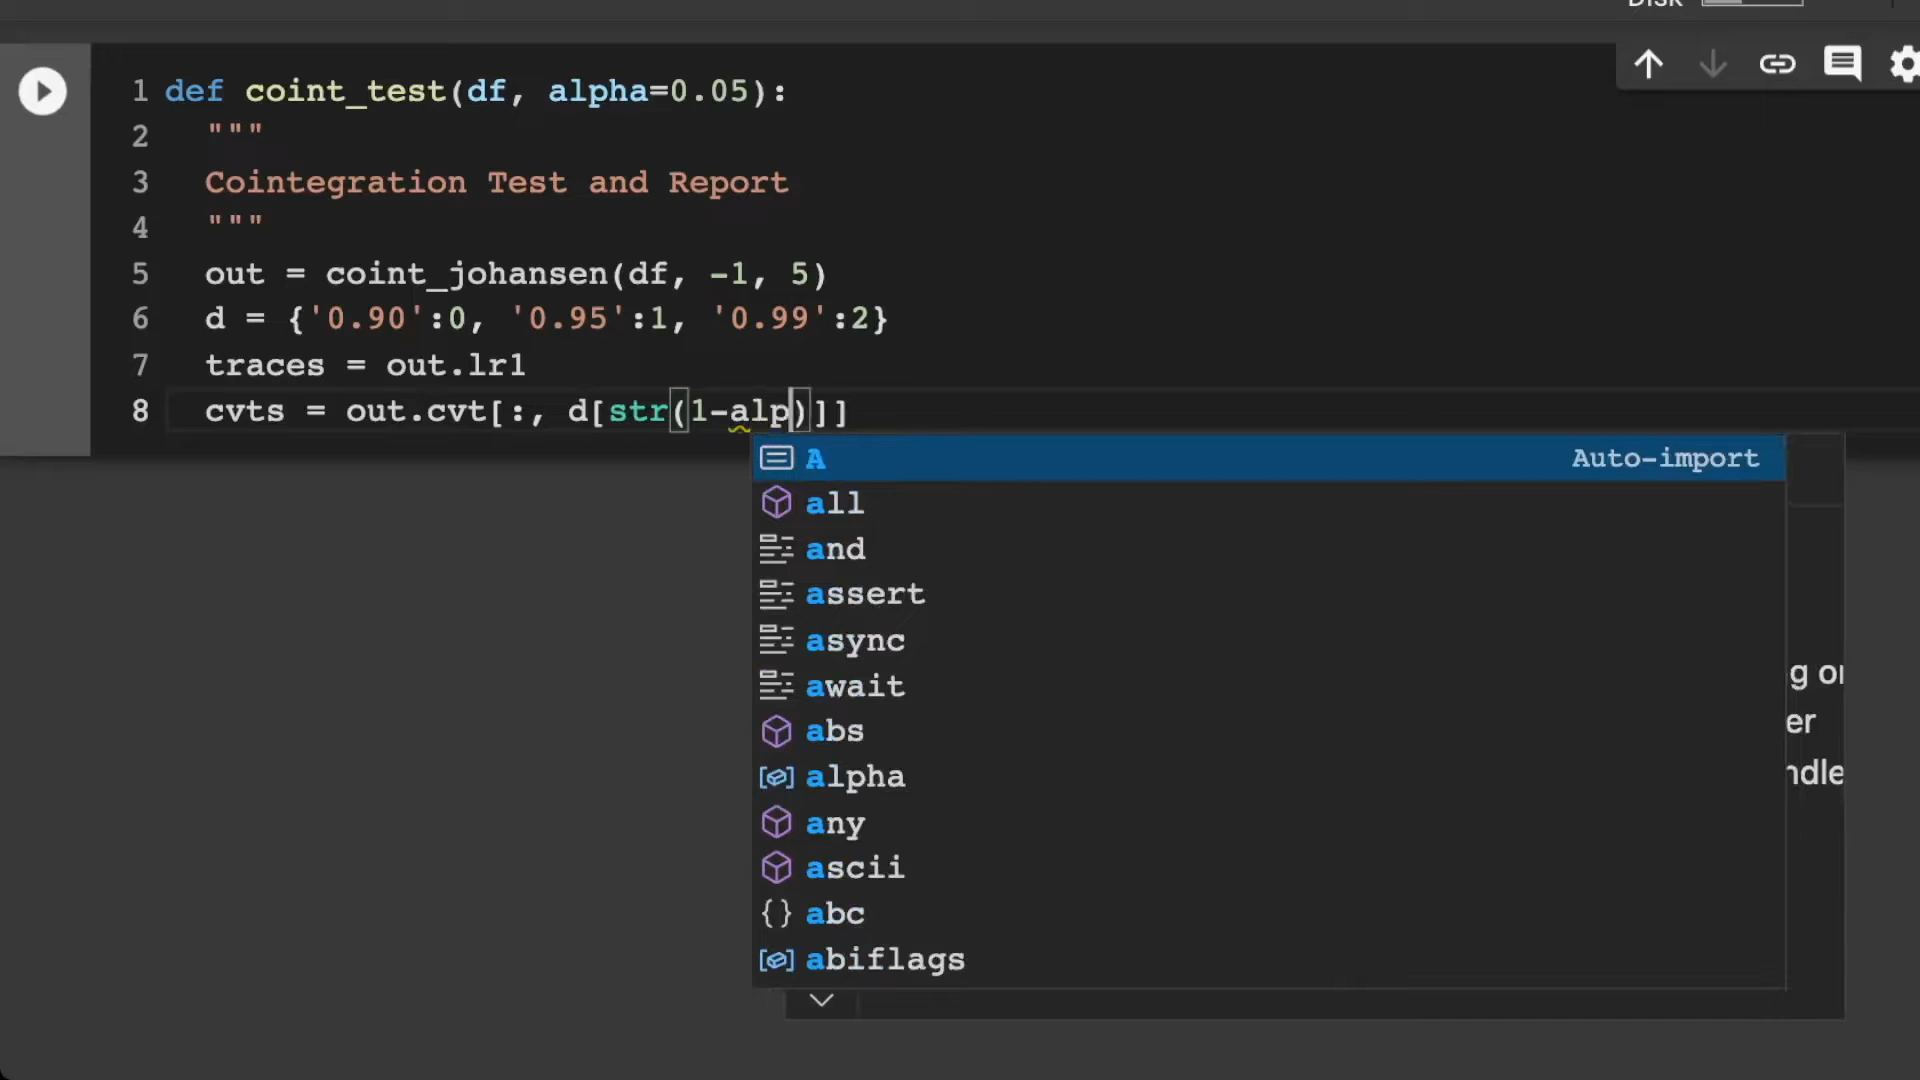 Disk
1 def coint_test(df, alpha=0.05):
2 """
3 Cointegration Test and Report
4 """
5 out = coint_johansen(df, -1, 5)
6 d = {'0.90':0, '0.95':1, '0.99':2}
7 traces = out.lr1
8 cvts = out.cvt[:, d[str(1-alp)]]
A Auto-import
all
and
assert
async
await
abs
alpha
any
ascii
{} abc
abiflags
er